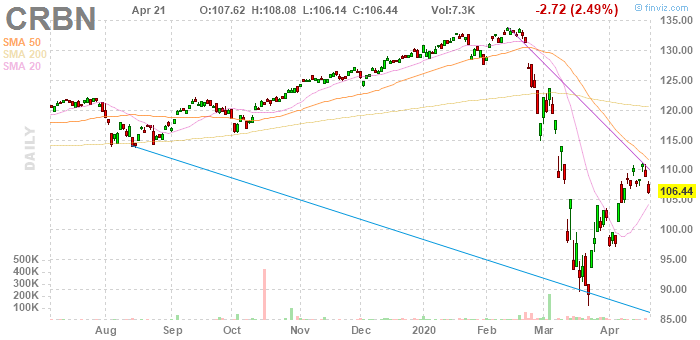 CRBN Apr 21 O:107.62 H:108.08 L:106.14 C:106.44 Vol:7.3K -2.72 (2.49%) © finviz.com
SMA 50
SMA 200
SMA 20
DAILY
135.00
130.00
125.00
120.00
115.00
110.00
106.44
105.00
100.00
95.00
90.00
85.00
500K
400K
300K
200K
100K
Aug Sep Oct Nov Dec 2020 Feb Mar Apr